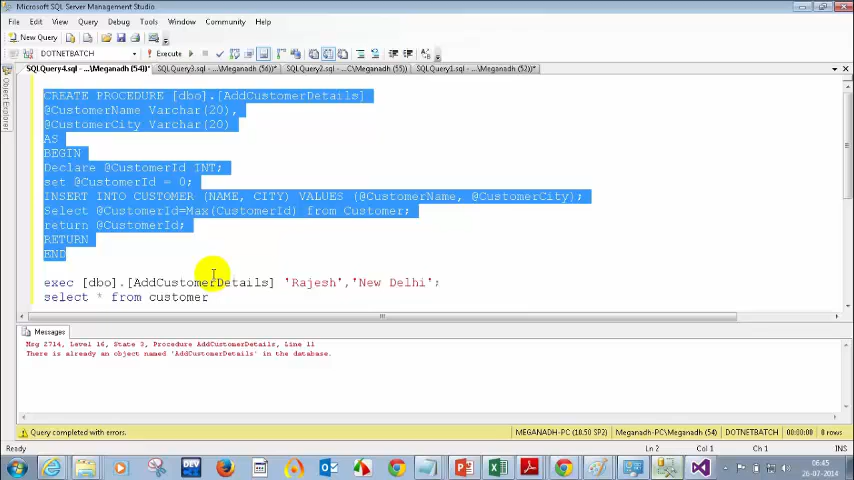 Microsoft SQL Server Management Studio
File Edit View Query Debug Tools Window Community Help
New Query
DOTNETBATCH Execute
SQLQuery4.sql - ...\Meganadh (54))* SQLQuery3.sql - ...\Meganadh (56))* SQLQuery2.sql - ...C\Meganadh (55)) SQLQuery1.sql - ...\Meganadh (52))*
Object Explorer
CREATE PROCEDURE [dbo].[AddCustomerDetails]
@CustomerName Varchar(20),
@CustomerCity Varchar(20)
AS
BEGIN
Declare @CustomerId INT;
set @CustomerId = 0;
INSERT INTO CUSTOMER (NAME, CITY) VALUES (@CustomerName, @CustomerCity);
Select @CustomerId=Max(CustomerId) from Customer;
return @CustomerId;
RETURN
END
exec [dbo].[AddCustomerDetails] 'Rajesh','New Delhi';
select * from customer
Messages
Msg 2714, Level 16, State 3, Procedure AddCustomerDetails, Line 11
There is already an object named 'AddCustomerDetails' in the database.
Query completed with errors. MEGANADH-PC (10.50 SP2) Meganadh-PC\Meganadh (54) DOTNETBATCH 00:00:00 0 rows
Ready Ln 2 Col 1 Ch 1 INS
DEV
06:45
26-07-2014